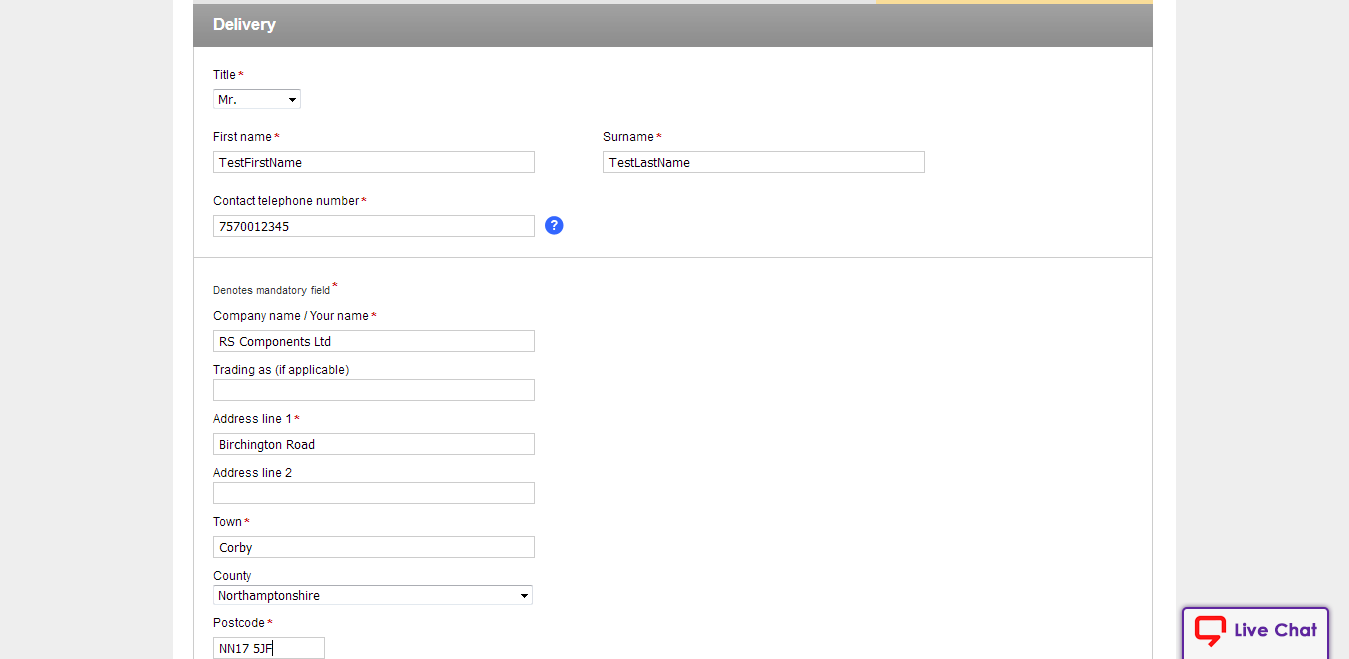 Delivery
Title *
Mr.
First name * Surname *
TestFirstName TestLastName
Contact telephone number *
7570012345 ?
Denotes mandatory field *
Company name / Your name *
RS Components Ltd
Trading as (if applicable)
Address line 1 *
Birchington Road
Address line 2
Town *
Corby
County
Northamptonshire
Postcode *
NN17 5JF
Live Chat